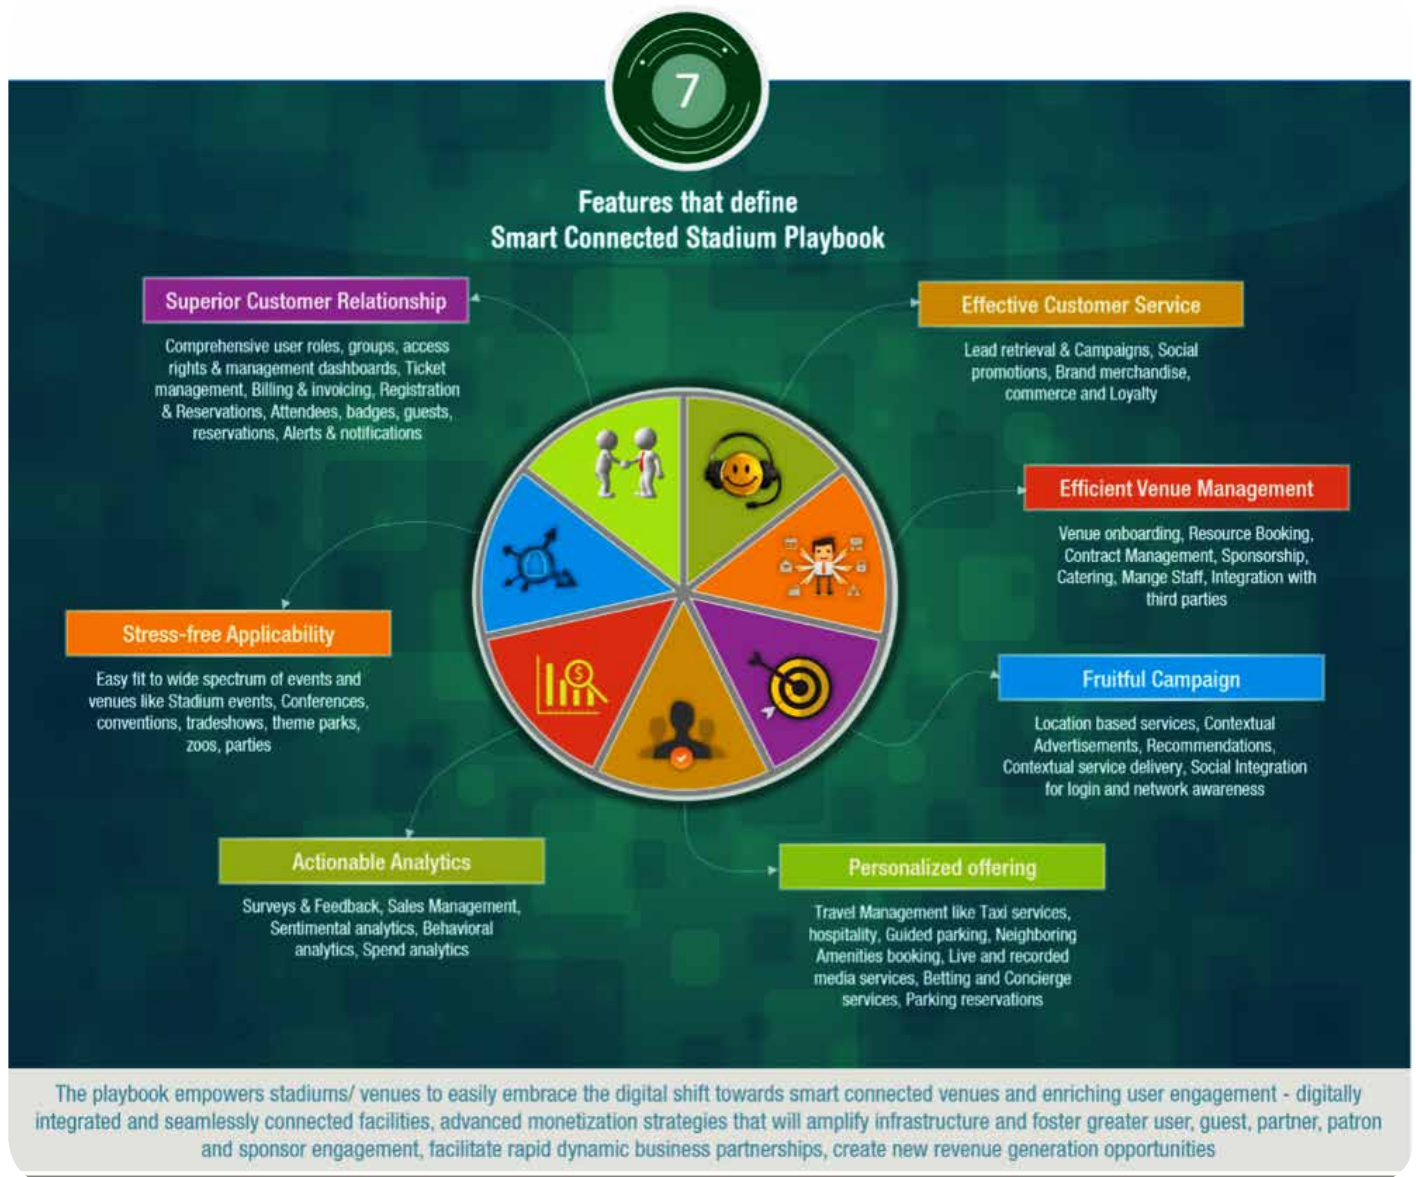 7
Features that define
Smart Connected Stadium Playbook
Superior Customer Relationship
Comprehensive user roles, groups, access
rights & management dashboards, Ticket
management, Billing & invoicing, Registration
& Reservations, Attendees, badges, guests,
reservations, Alerts & notifications
Effective Customer Service
Lead retrieval & Campaigns, Social
promotions, Brand merchandise,
commerce and Loyalty
Efficient Venue Management
Venue onboarding, Resource Booking,
Contract Management, Sponsorship,
Catering, Mange Staff, Integration with
third parties
Stress-free Applicability
Easy fit to wide spectrum of events and
venues like Stadium events, Conferences,
conventions, tradeshows, theme parks,
zoos, parties
Fruitful Campaign
Location based services, Contextual
Advertisements, Recommendations,
Contextual service delivery, Social Integration
for login and network awareness
Actionable Analytics
Surveys & Feedback, Sales Management,
Sentimental analytics, Behavioral
analytics, Spend analytics
Personalized offering
Travel Management like Taxi services,
hospitality, Guided parking, Neighboring
Amenities booking, Live and recorded
media services, Betting and Concierge
services, Parking reservations
The playbook empowers stadiums/ venues to easily embrace the digital shift towards smart connected venues and enriching user engagement - digitally
integrated and seamlessly connected facilities, advanced monetization strategies that will amplify infrastructure and foster greater user, guest, partner, patron
and sponsor engagement, facilitate rapid dynamic business partnerships, create new revenue generation opportunities